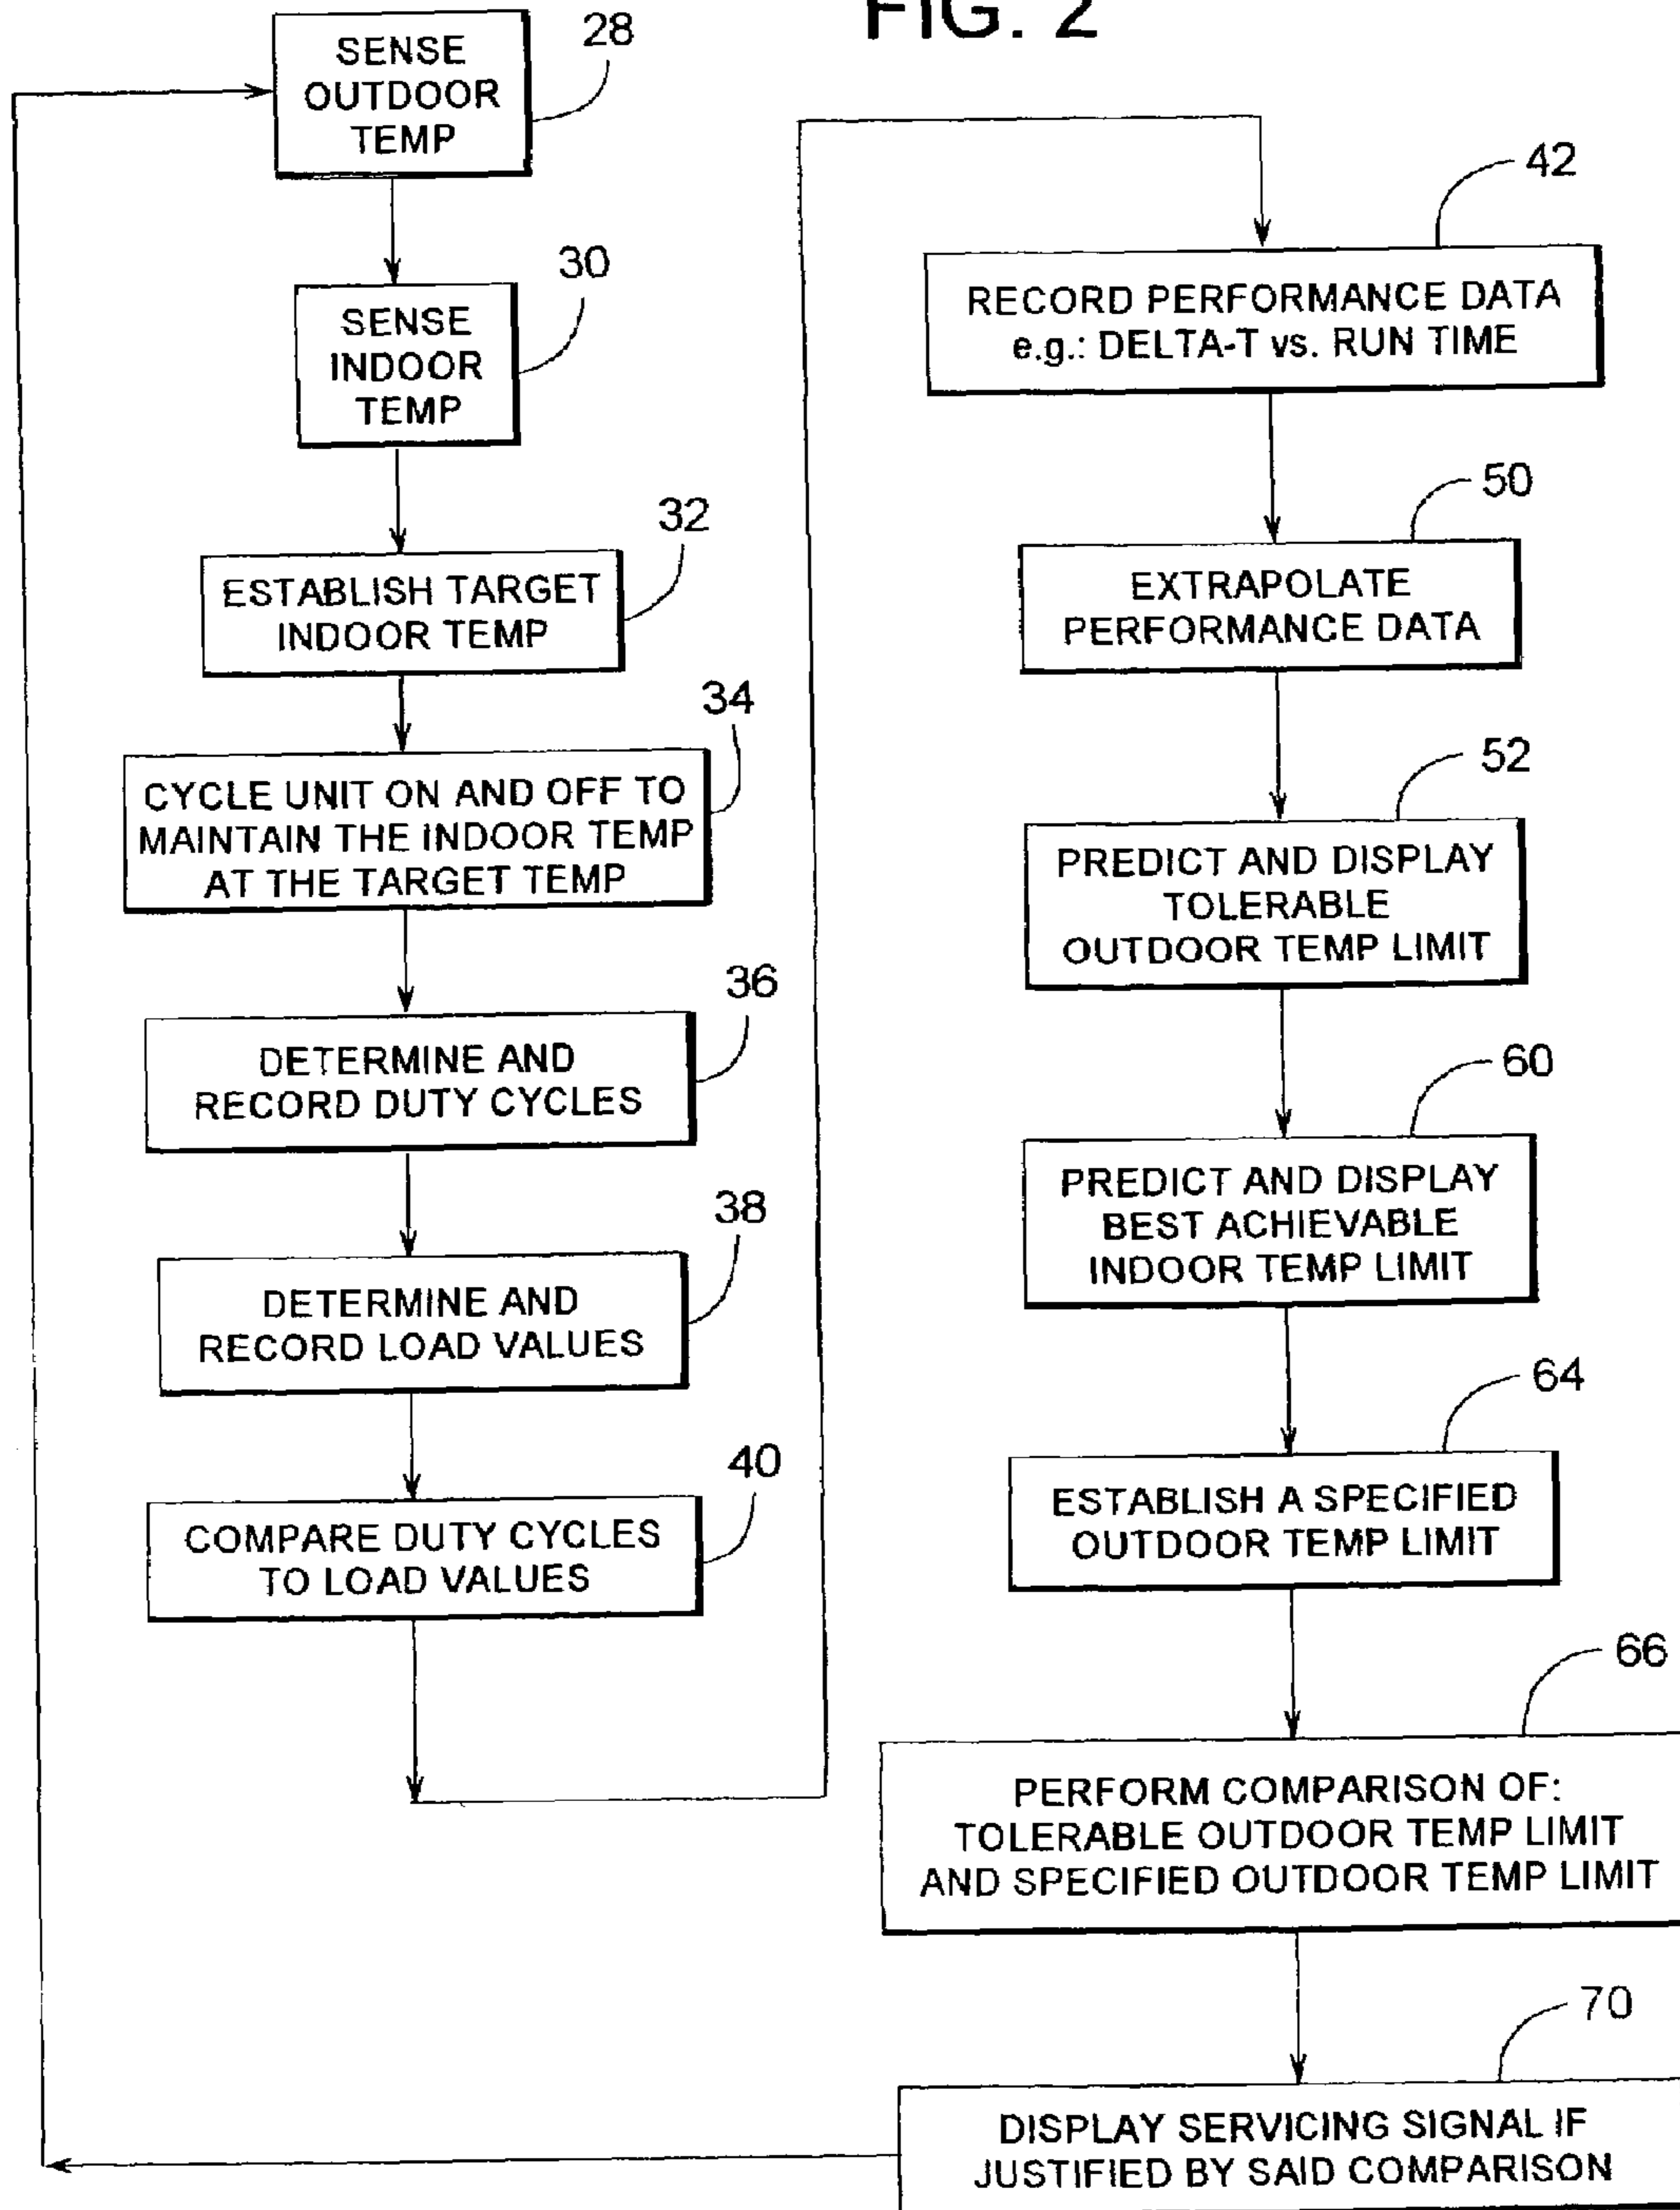 FIG. 2
SENSE
OUTDOOR
TEMP
28
SENSE
INDOOR
TEMP
30
ESTABLISH TARGET
INDOOR TEMP
32
CYCLE UNIT ON AND OFF TO
MAINTAIN THE INDOOR TEMP
AT THE TARGET TEMP
34
DETERMINE AND
RECORD DUTY CYCLES
36
DETERMINE AND
RECORD LOAD VALUES
38
COMPARE DUTY CYCLES
TO LOAD VALUES
40
RECORD PERFORMANCE DATA
e.g.: DELTA-T vs. RUN TIME
42
EXTRAPOLATE
PERFORMANCE DATA
50
PREDICT AND DISPLAY
TOLERABLE
OUTDOOR TEMP LIMIT
52
PREDICT AND DISPLAY
BEST ACHIEVABLE
INDOOR TEMP LIMIT
60
ESTABLISH A SPECIFIED
OUTDOOR TEMP LIMIT
64
PERFORM COMPARISON OF:
TOLERABLE OUTDOOR TEMP LIMIT
AND SPECIFIED OUTDOOR TEMP LIMIT
66
DISPLAY SERVICING SIGNAL IF
JUSTIFIED BY SAID COMPARISON
70